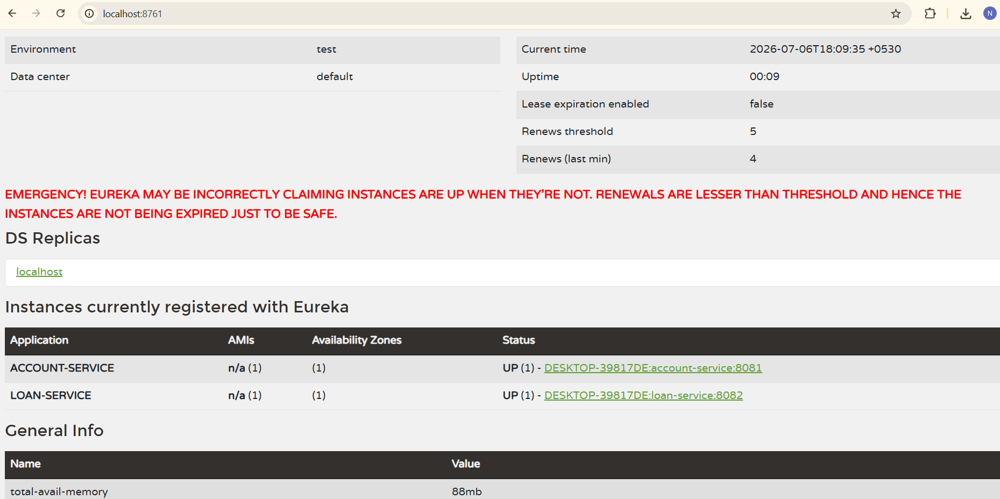 localhost:8761
N
Environment test
Data center default
Current time 2026-07-06T18:09:35 +0530
Uptime 00:09
Lease expiration enabled false
Renews threshold 5
Renews (last min) 4
EMERGENCY! EUREKA MAY BE INCORRECTLY CLAIMING INSTANCES ARE UP WHEN THEY'RE NOT. RENEWALS ARE LESSER THAN THRESHOLD AND HENCE THE
INSTANCES ARE NOT BEING EXPIRED JUST TO BE SAFE.
DS Replicas
localhost
Instances currently registered with Eureka
Application AMIs Availability Zones Status
ACCOUNT-SERVICE n/a (1) (1) UP (1) - DESKTOP-39817DE:account-service:8081
LOAN-SERVICE n/a (1) (1) UP (1) - DESKTOP-39817DE:loan-service:8082
General Info
Name Value
total-avail-memory 88mb